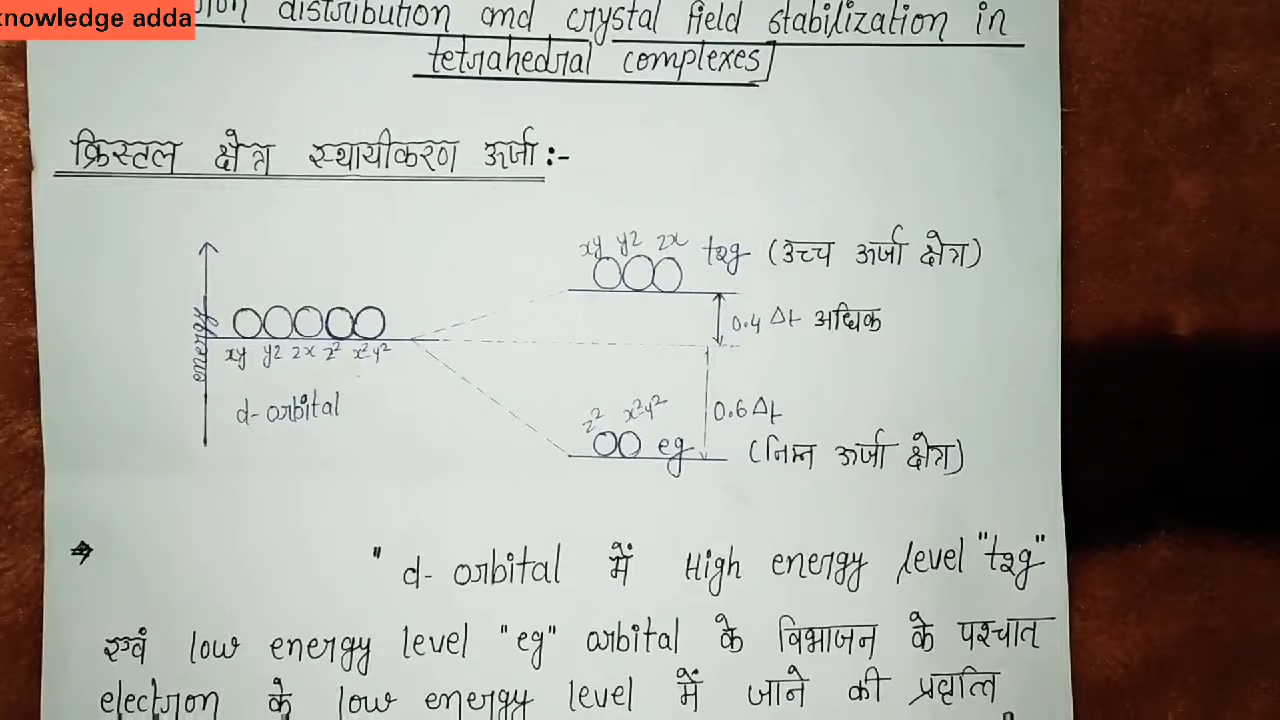 knowledge adda
distribution and crystal field stabilization in
tetrahedral complexes]
क्रिस्टल क्षेत्र स्थायीकरण ऊर्जा :-
xy yz zx t2g (उच्च ऊर्जा क्षेत्र)
0.4 Δt अधिक
energy
xy yz zx z² x²y²
d-orbital
z² x²y²
0.6 Δt
eg (निम्न ऊर्जा क्षेत्र)
⇒ " d-orbital में High energy level "t2g"
एवं low energy level "eg" orbital के विभाजन के पश्चात
electron के low energy level में जाने की प्रवृत्ति